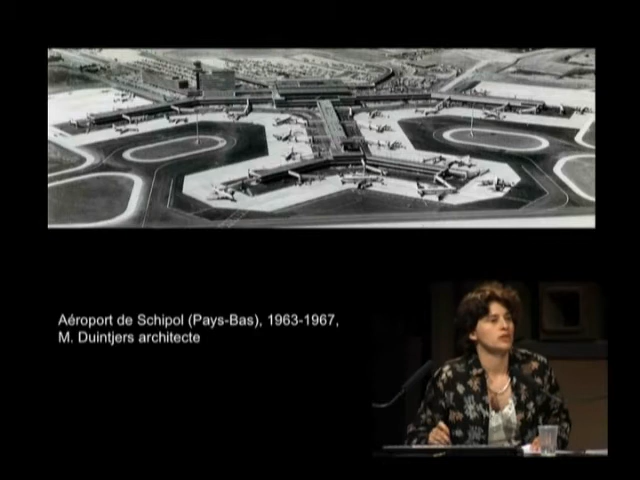 Aéroport de Schipol (Pays-Bas), 1963-1967,
M. Duintjers architecte